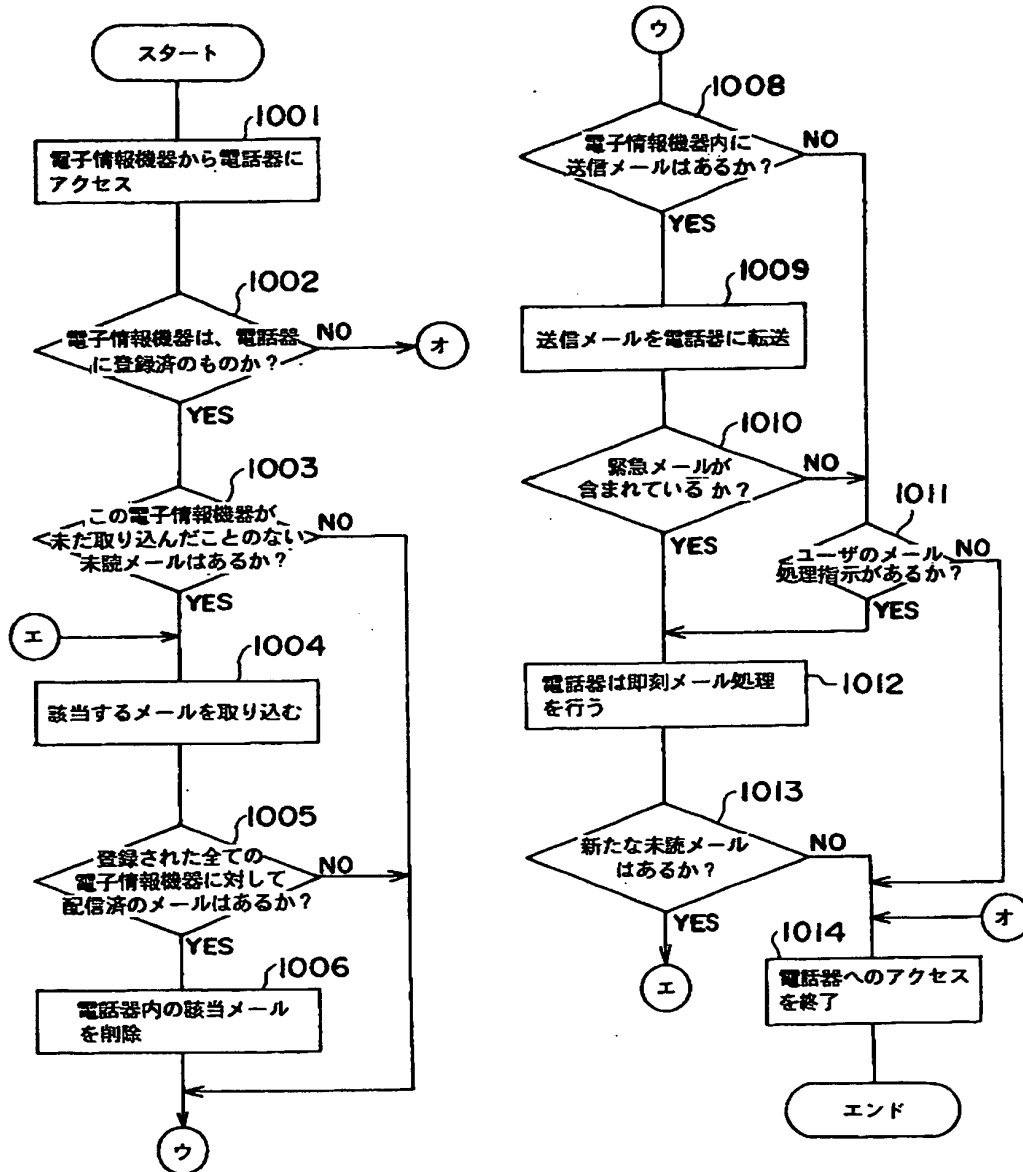 スタート
1001
電子情報機器から電話器に
アクセス
1002
電子情報機器は、電話器
に登録済のものか？
NO
オ
YES
1003
この電子情報機器が
未だ取り込んだことのない
未読メールはあるか？
NO
YES
エ
1004
該当するメールを取り込む
1005
登録された全ての
電子情報機器に対して
配信済のメールはあるか？
NO
YES
1006
電話器内の該当メール
を削除
ウ
ウ
1008
電子情報機器内に
送信メールはあるか？
NO
YES
1009
送信メールを電話器に転送
1010
緊急メールが
含まれているか？
NO
YES
1011
ユーザのメール
処理指示があるか？
NO
YES
1012
電話器は即刻メール処理
を行う
1013
新たな未読メール
はあるか？
NO
YES
エ
オ
1014
電話器へのアクセス
を終了
エンド